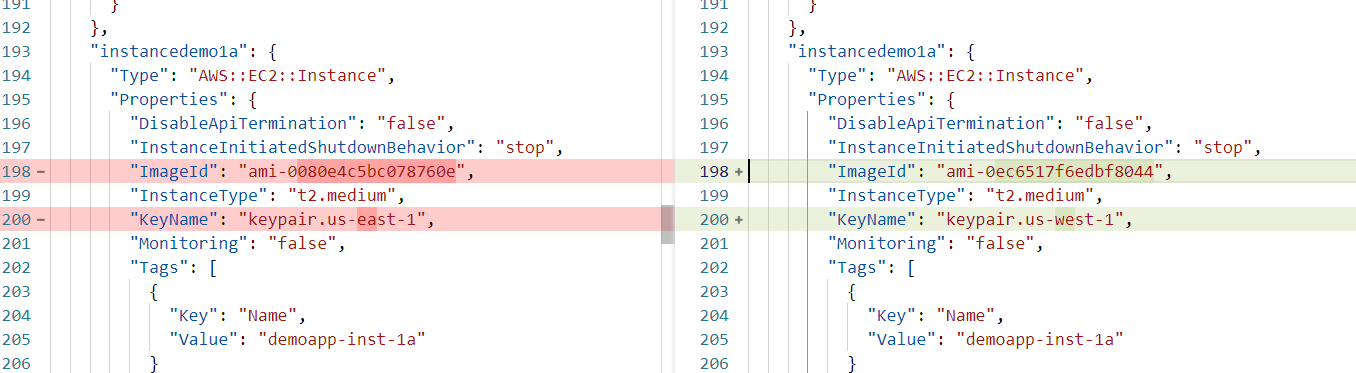 191 }
192 },
193 "instancedemo1a": {
194 "Type": "AWS::EC2::Instance",
195 "Properties": {
196 "DisableApiTermination": "false",
197 "InstanceInitiatedShutdownBehavior": "stop",
198 - "ImageId": "ami-0080e4c5bc078760e",
199 "InstanceType": "t2.medium",
200 - "KeyName": "keypair.us-east-1",
201 "Monitoring": "false",
202 "Tags": [
203 {
204 "Key": "Name",
205 "Value": "demoapp-inst-1a"
206 }
191 }
192 },
193 "instancedemo1a": {
194 "Type": "AWS::EC2::Instance",
195 "Properties": {
196 "DisableApiTermination": "false",
197 "InstanceInitiatedShutdownBehavior": "stop",
198 + "ImageId": "ami-0ec6517f6edbf8044",
199 "InstanceType": "t2.medium",
200 + "KeyName": "keypair.us-west-1",
201 "Monitoring": "false",
202 "Tags": [
203 {
204 "Key": "Name",
205 "Value": "demoapp-inst-1a"
206 }